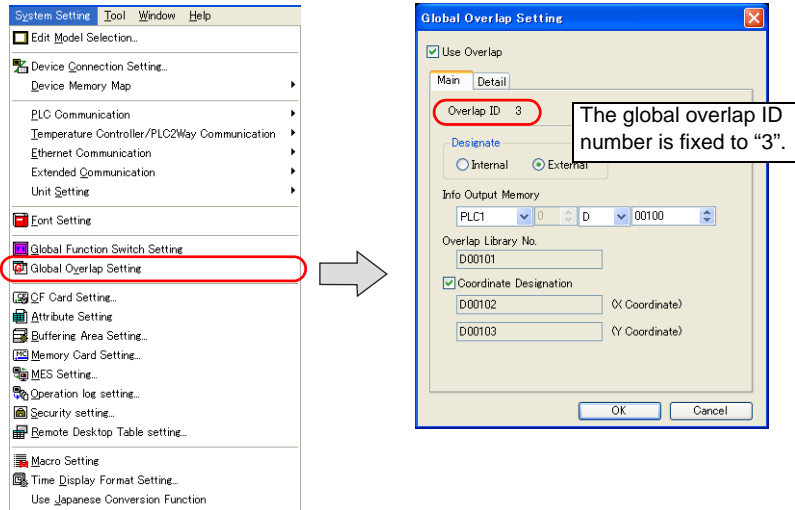 System Setting Tool Window Help
Edit Model Selection...
Device Connection Setting...
Device Memory Map
PLC Communication
Temperature Controller/PLC2Way Communication
Ethernet Communication
Extended Communication
Unit Setting
Font Setting
Global Function Switch Setting
Global Overlap Setting
CF Card Setting...
Attribute Setting
Buffering Area Setting...
Memory Card Setting...
MES Setting...
Operation log setting...
Security setting...
Remote Desktop Table setting...
Macro Setting
Time Display Format Setting...
Use Japanese Conversion Function
Global Overlap Setting
Use Overlap
Main Detail
Overlap ID 3
The global overlap ID
number is fixed to “3”.
Designate
Internal External
Info Output Memory
PLC1 0 D 00100
Overlap Library No.
D00101
Coordinate Designation
D00102 (X Coordinate)
D00103 (Y Coordinate)
OK Cancel